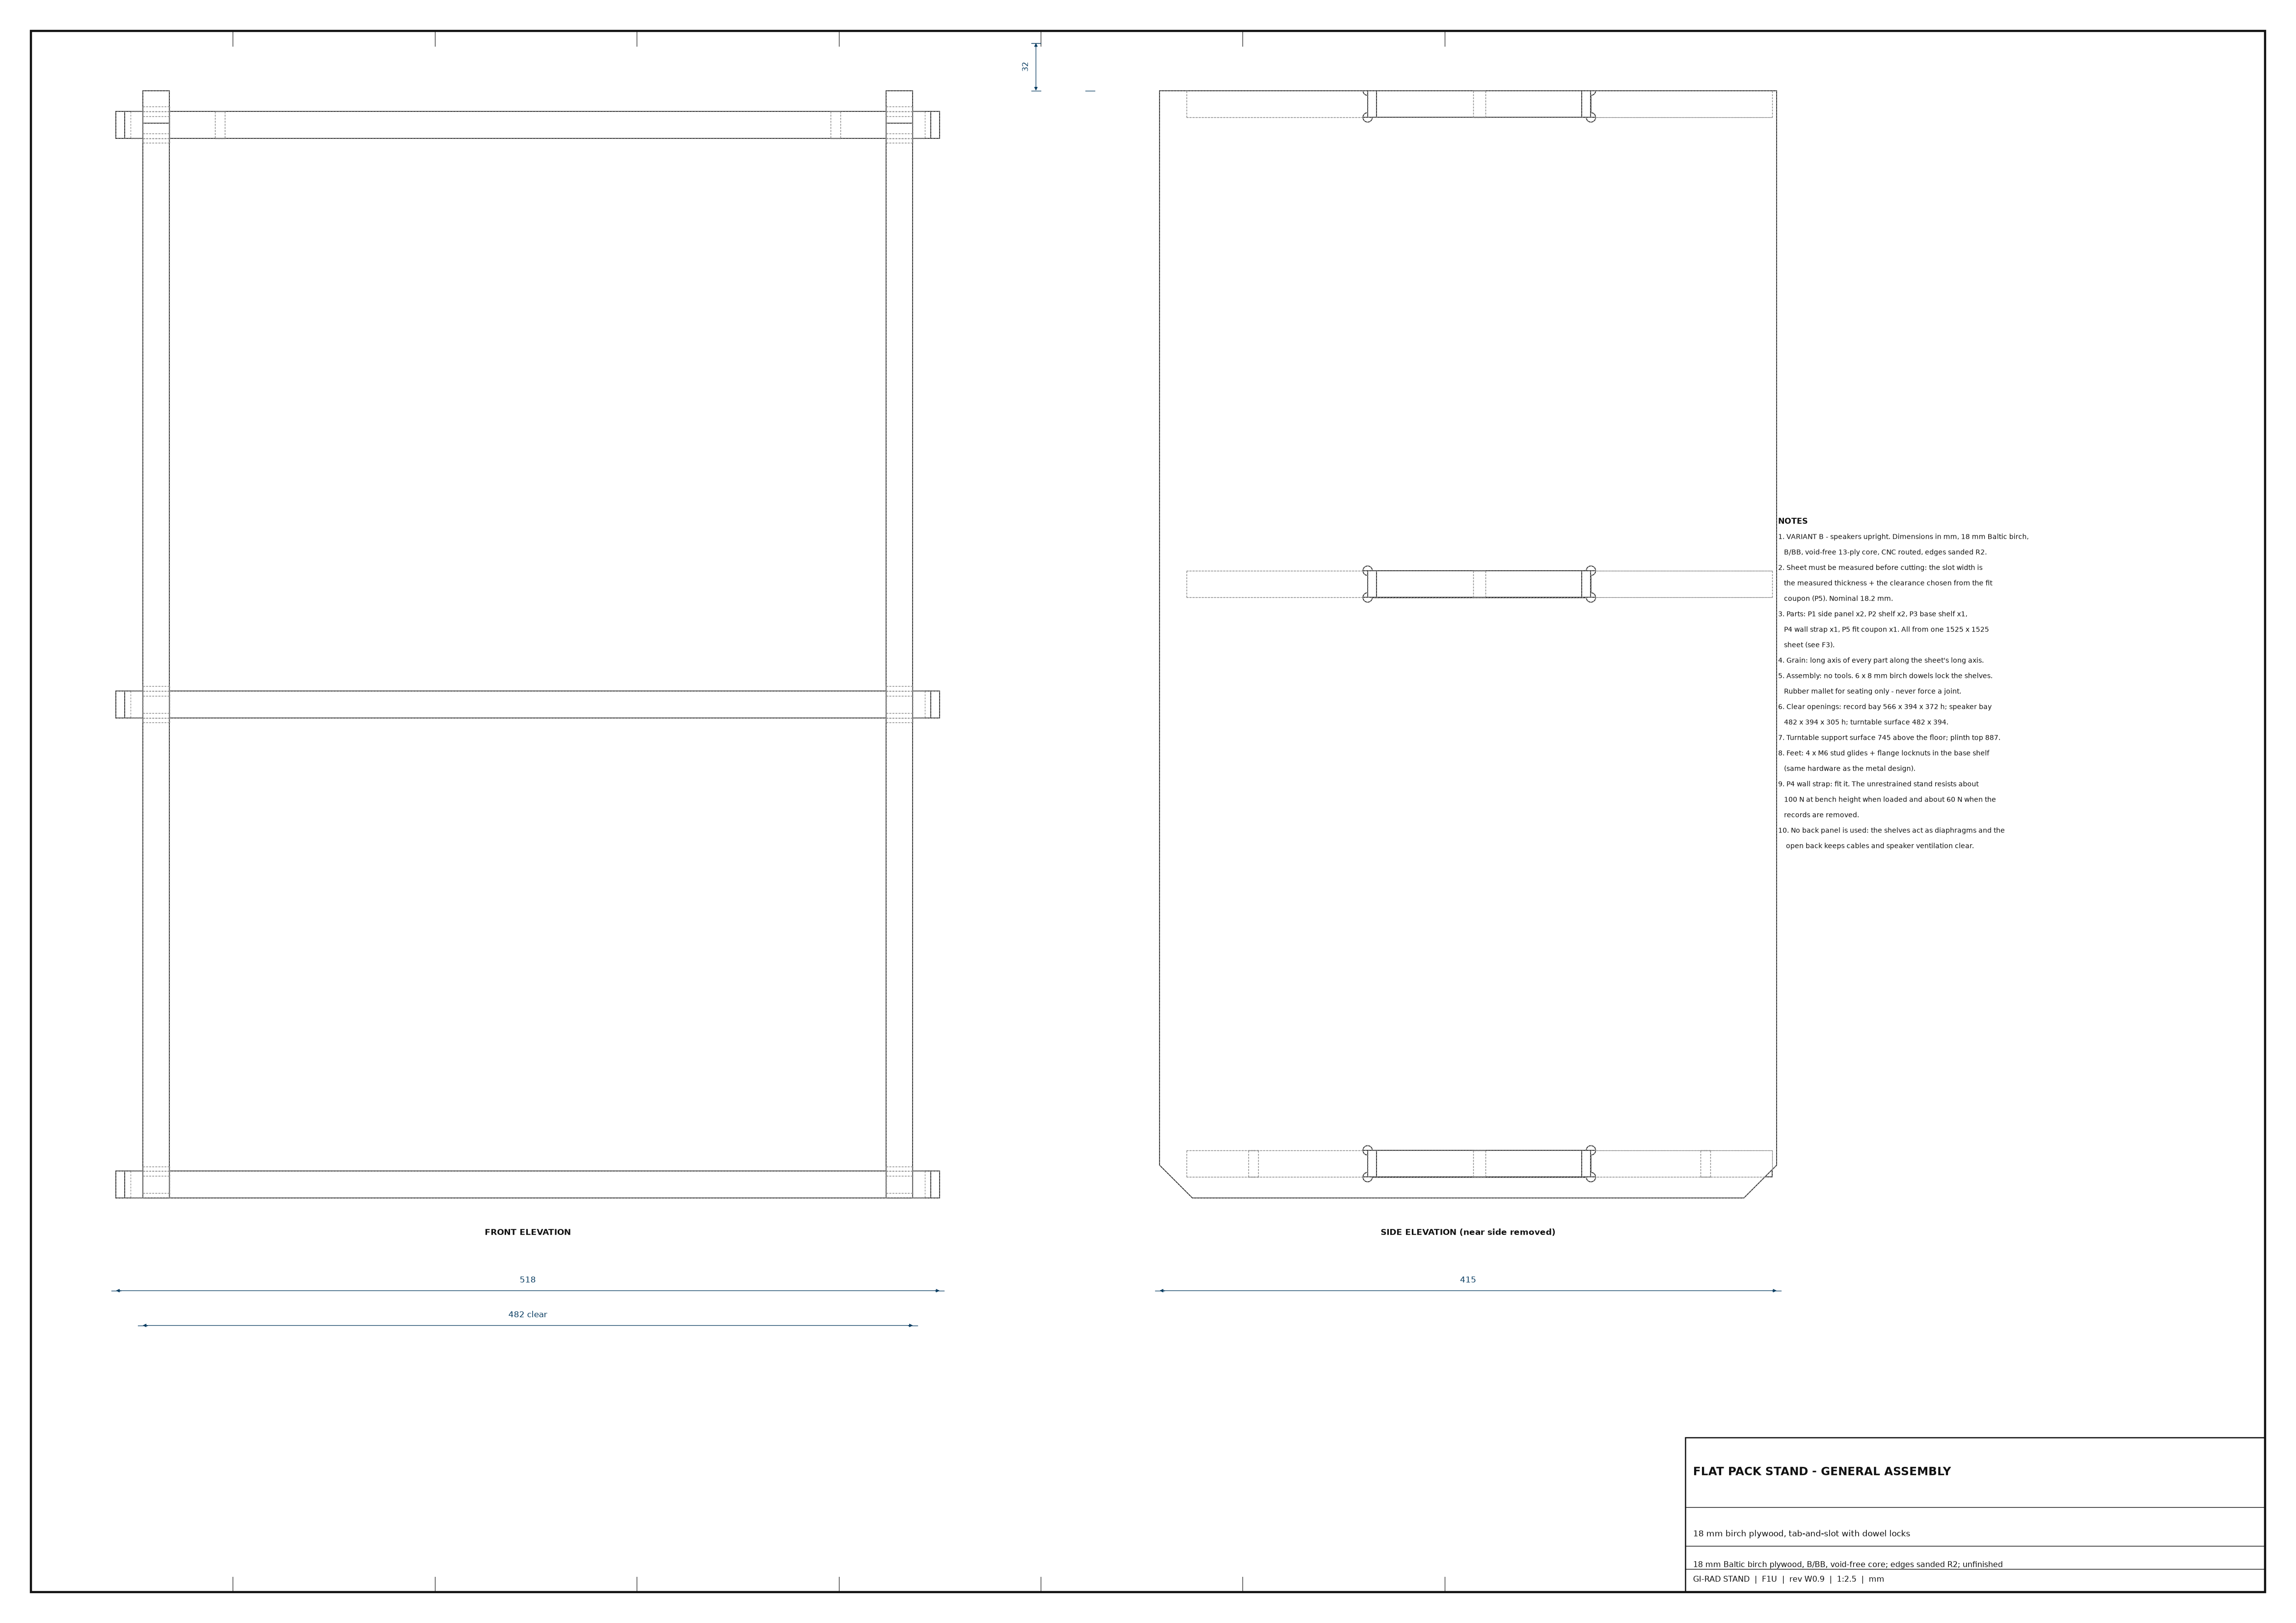 32
NOTES
1. VARIANT B - speakers upright. Dimensions in mm, 18 mm Baltic birch,
B/BB, void-free 13-ply core, CNC routed, edges sanded R2.
2. Sheet must be measured before cutting: the slot width is
the measured thickness + the clearance chosen from the fit
coupon (P5). Nominal 18.2 mm.
3. Parts: P1 side panel x2, P2 shelf x2, P3 base shelf x1,
P4 wall strap x1, P5 fit coupon x1. All from one 1525 x 1525
sheet (see F3).
4. Grain: long axis of every part along the sheet's long axis.
5. Assembly: no tools. 6 x 8 mm birch dowels lock the shelves.
Rubber mallet for seating only - never force a joint.
6. Clear openings: record bay 566 x 394 x 372 h; speaker bay
482 x 394 x 305 h; turntable surface 482 x 394.
7. Turntable support surface 745 above the floor; plinth top 887.
8. Feet: 4 x M6 stud glides + flange locknuts in the base shelf
(same hardware as the metal design).
9. P4 wall strap: fit it. The unrestrained stand resists about
100 N at bench height when loaded and about 60 N when the
records are removed.
10. No back panel is used: the shelves act as diaphragms and the
open back keeps cables and speaker ventilation clear.
FRONT ELEVATION
SIDE ELEVATION (near side removed)
518
415
482 clear
FLAT PACK STAND - GENERAL ASSEMBLY
18 mm birch plywood, tab-and-slot with dowel locks
18 mm Baltic birch plywood, B/BB, void-free core; edges sanded R2; unfinished
GI-RAD STAND | F1U | rev W0.9 | 1:2.5 | mm